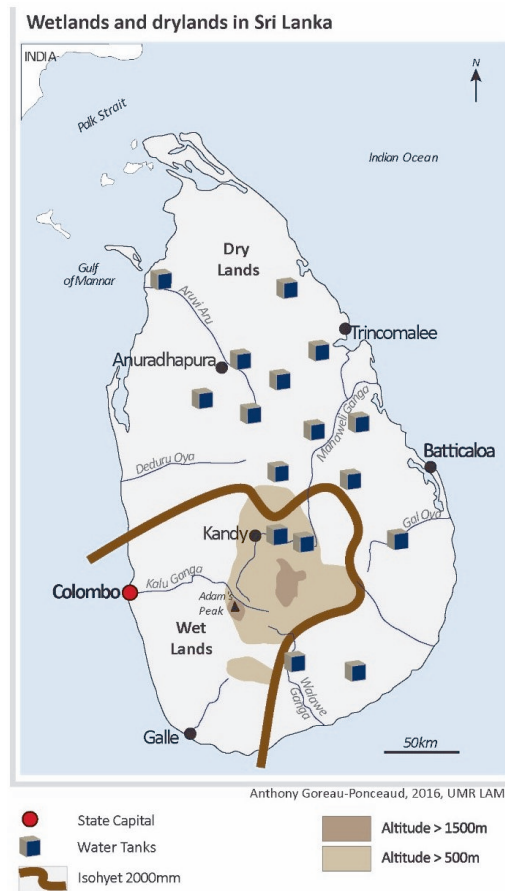 Wetlands and drylands in Sri Lanka
INDIA
N
Palk Strait
Indian Ocean
Dry
Lands
Gulf
of Mannar
Aruvi Aru
Trincomalee
Anuradhapura
Mahaweli Ganga
Deduru Oya
Batticaloa
Gal Oya
Kandy
Colombo
Kalu Ganga
Adam's
Peak
Wet
Lands
Walawe
Ganga
Galle
50km
Anthony Goreau-Ponceaud, 2016, UMR LAM
State Capital
Altitude > 1500m
Water Tanks
Altitude > 500m
Isohyet 2000mm